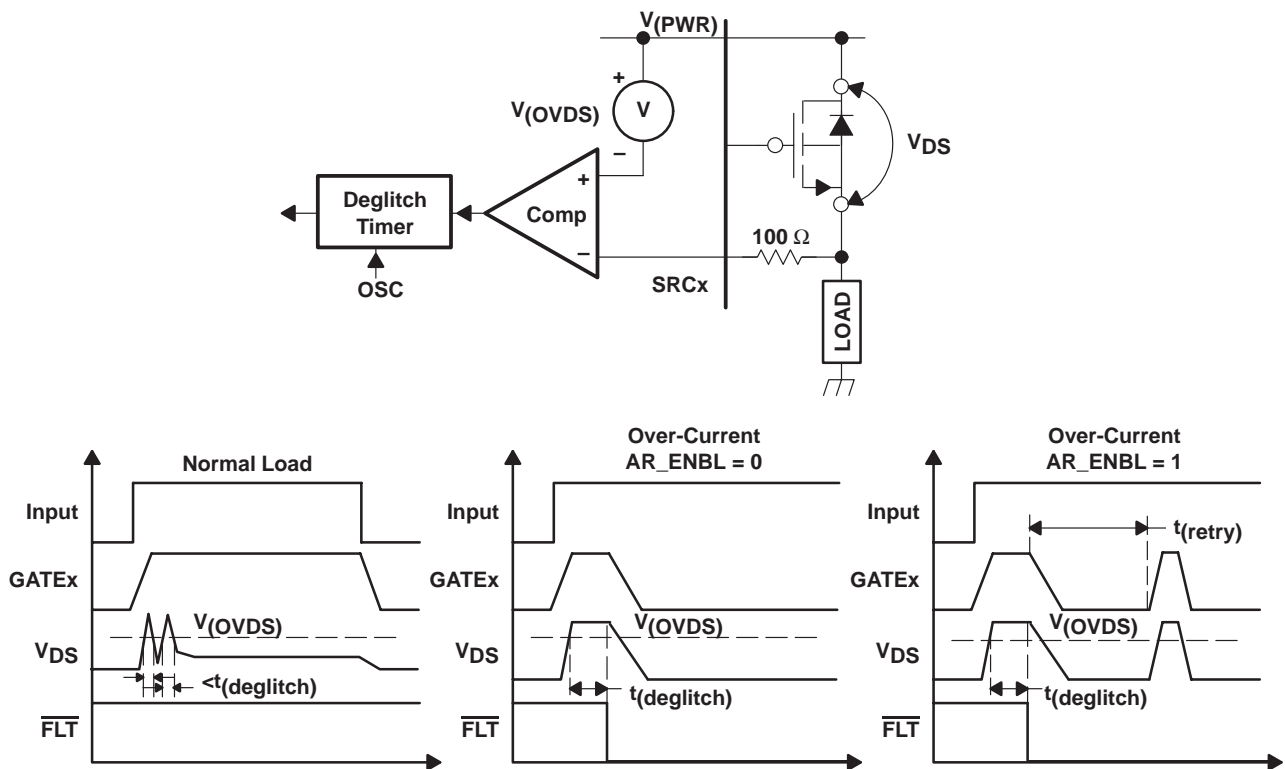 V(PWR)
+
V(OVDS)
V
–
VDS
+
Deglitch
Timer
Comp
100 Ω
–
OSC
SRCx
LOAD
Normal Load
Input
GATEx
V(OVDS)
VDS
<t(deglitch)
FLT
Over-Current
AR_ENBL = 0
Input
GATEx
V(OVDS)
VDS
t(deglitch)
FLT
Over-Current
AR_ENBL = 1
Input
t(retry)
GATEx
V(OVDS)
VDS
t(deglitch)
FLT